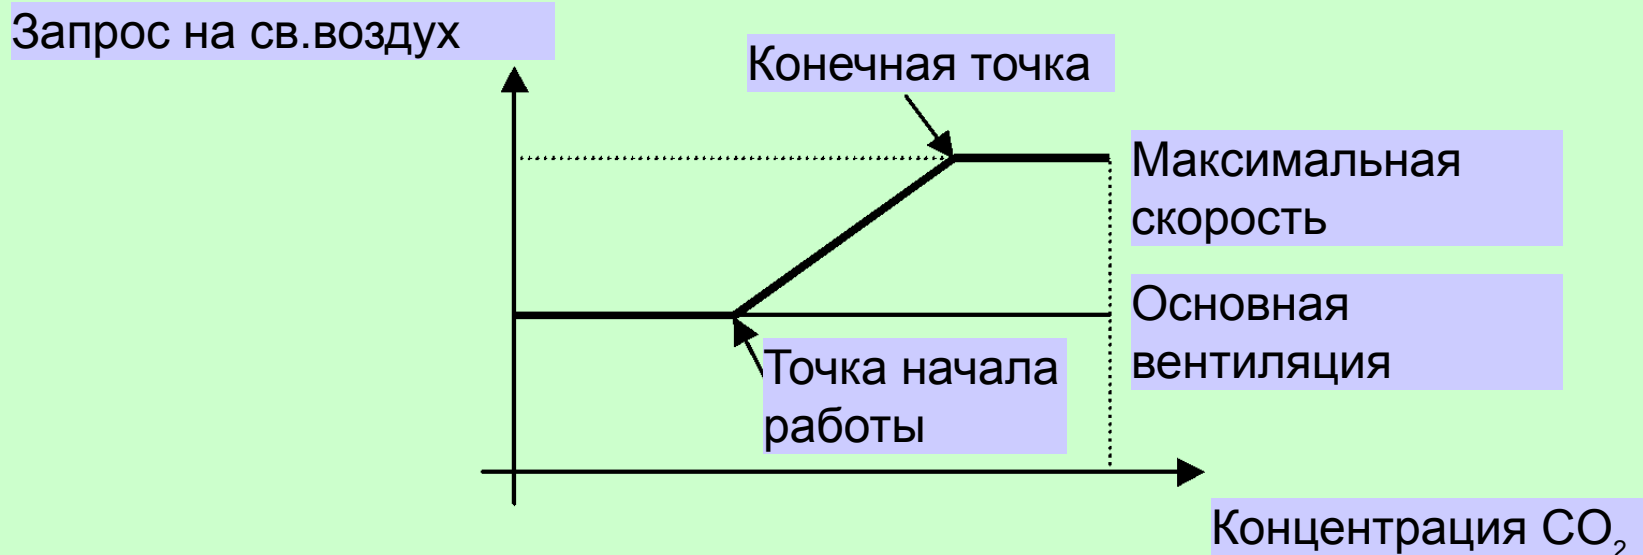 Запрос на св.воздух
Конечная точка
Максимальная
скорость
Основная
вентиляция
Точка начала
работы
Концентрация CO₂